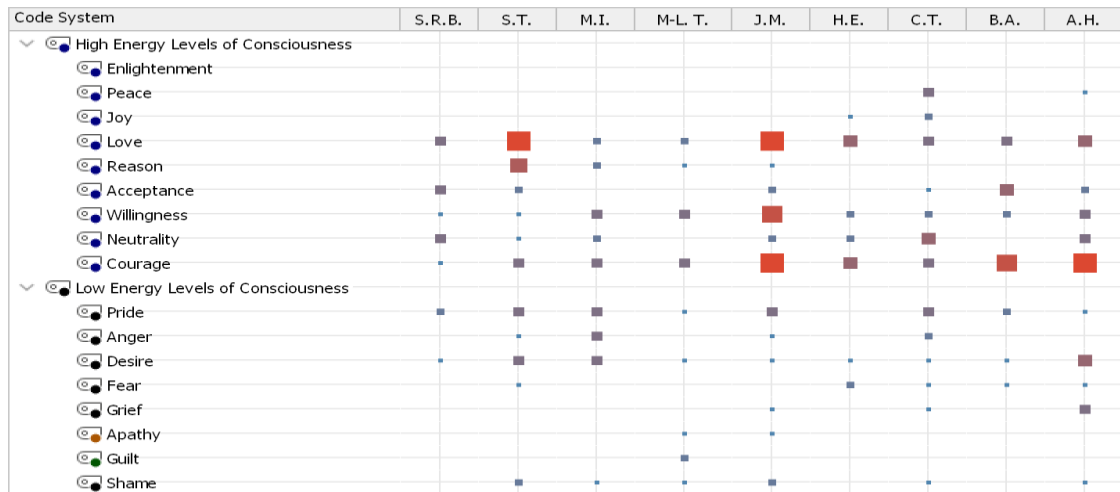 Code System S.R.B. S.T. M.I. M-L. T. J.M. H.E. C.T. B.A. A.H.
High Energy Levels of Consciousness
Enlightenment
Peace
Joy
Love
Reason
Acceptance
Willingness
Neutrality
Courage
Low Energy Levels of Consciousness
Pride
Anger
Desire
Fear
Grief
Apathy
Guilt
Shame